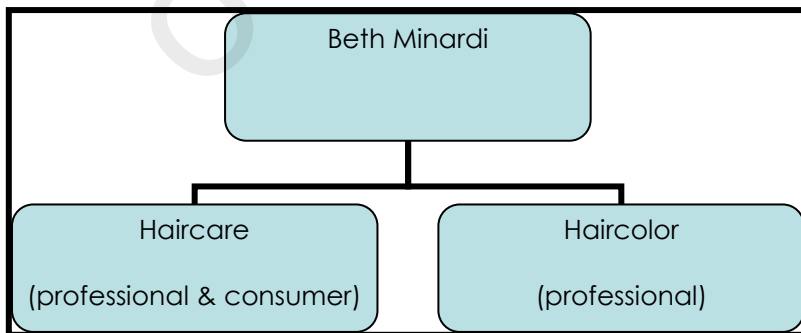 Beth Minardi
Haircare
(professional & consumer)
Haircolor
(professional)